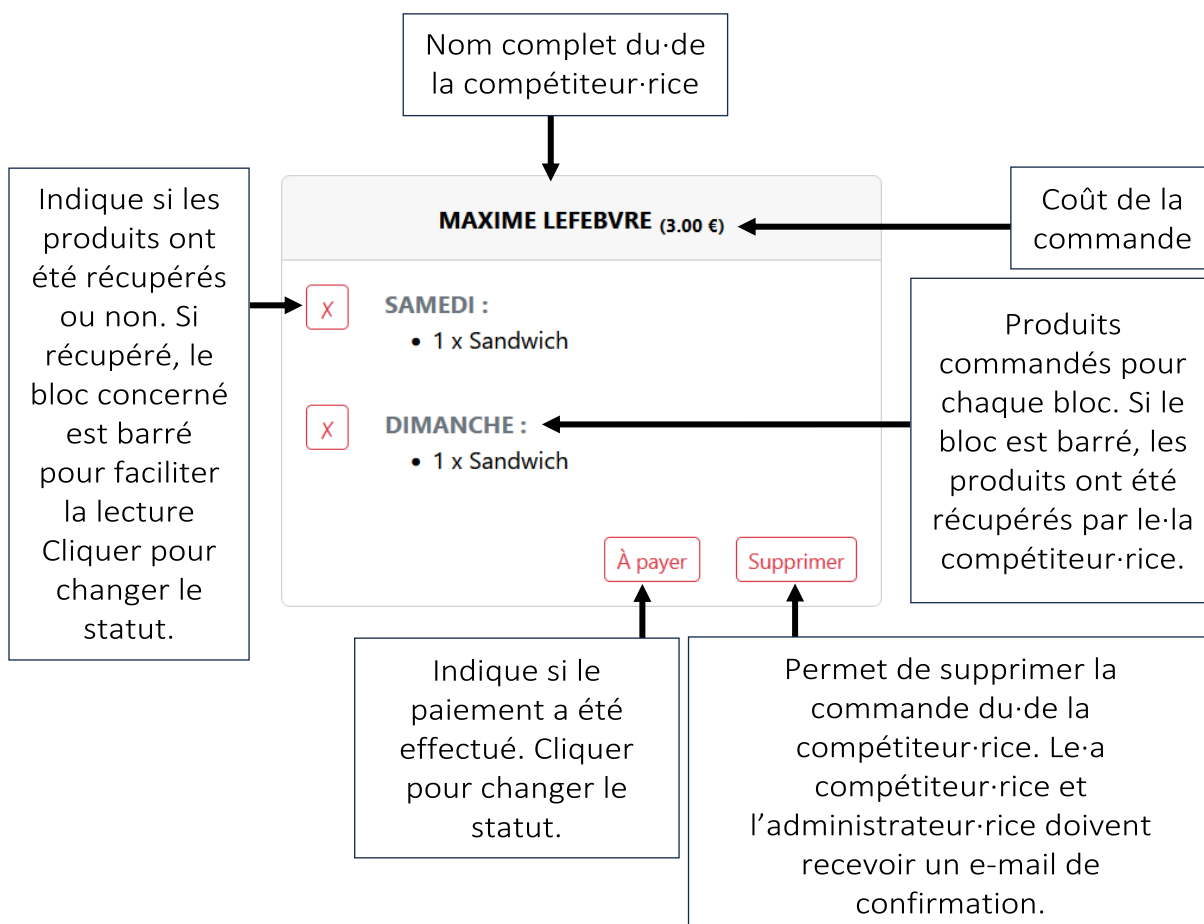 Nom complet du·de
la compétiteur·rice
Indique si les
produits ont
été récupérés
ou non. Si
récupéré, le
bloc concerné
est barré
pour faciliter
la lecture
Cliquer pour
changer le
statut.
MAXIME LEFEBVRE (3.00 €)
Coût de la
commande
✗
SAMEDI :
• 1 x Sandwich
✗
DIMANCHE :
• 1 x Sandwich
Produits
commandés pour
chaque bloc. Si le
bloc est barré, les
produits ont été
récupérés par le·la
compétiteur·rice.
À payer
Supprimer
Indique si le
paiement a été
effectué. Cliquer
pour changer le
statut.
Permet de supprimer la
commande du·de la
compétiteur·rice. Le·a
compétiteur·rice et
l’administrateur·rice doivent
recevoir un e-mail de
confirmation.